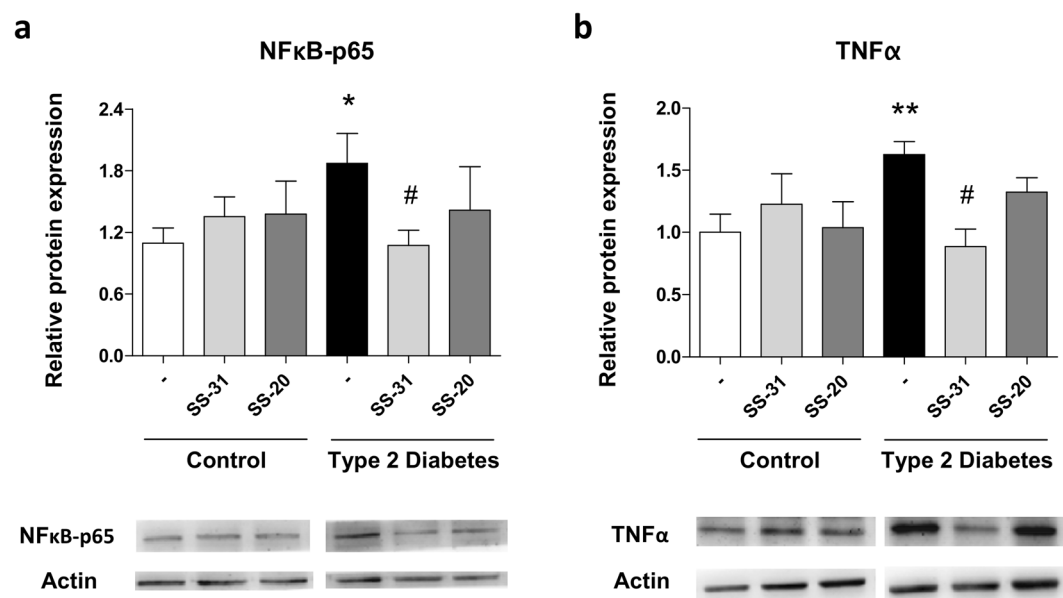 a
NFκB-p65
Relative protein expression
2.4
1.8
1.2
0.6
0.0
*
#
-
SS-31
SS-20
-
SS-31
SS-20
Control
Type 2 Diabetes
NFκB-p65
Actin
b
TNFα
Relative protein expression
2.0
1.5
1.0
0.5
0.0
**
#
-
SS-31
SS-20
-
SS-31
SS-20
Control
Type 2 Diabetes
TNFα
Actin